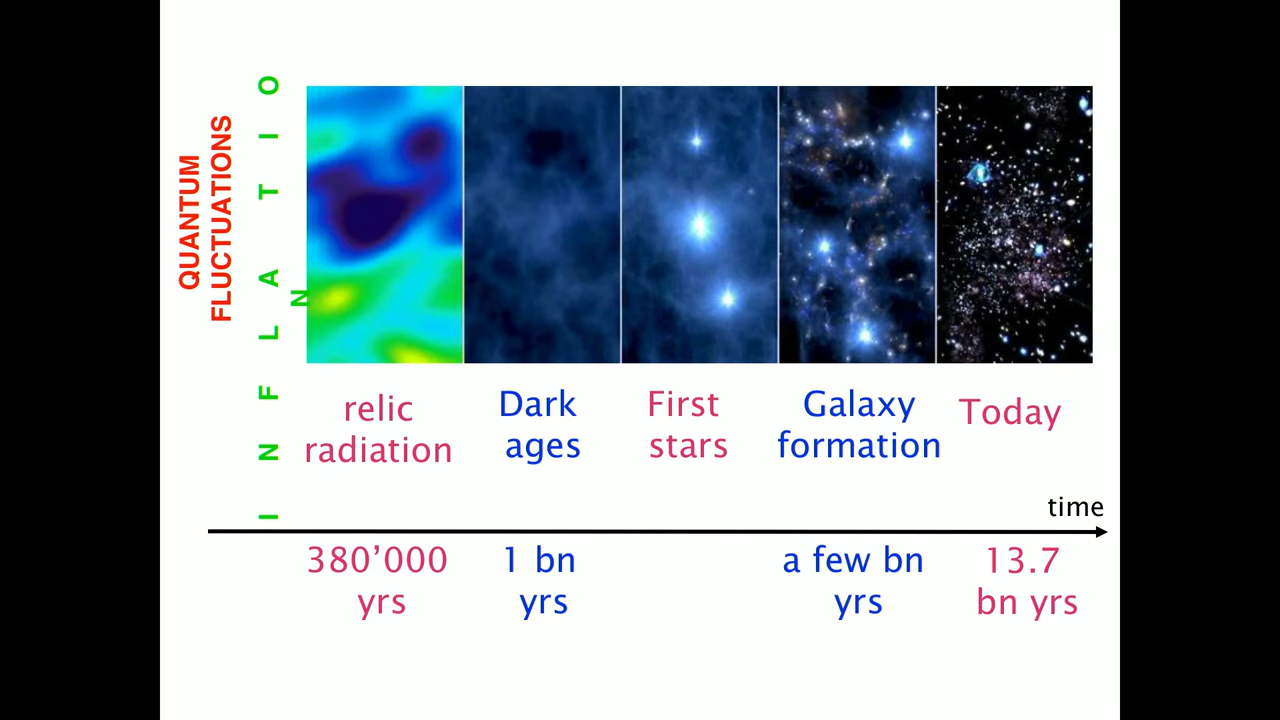 QUANTUM
FLUCTUATIONS
I N F L A T I O
N
relic
radiation
Dark
ages
First
stars
Galaxy
formation
Today
time
380’000
yrs
1 bn
yrs
a few bn
yrs
13.7
bn yrs